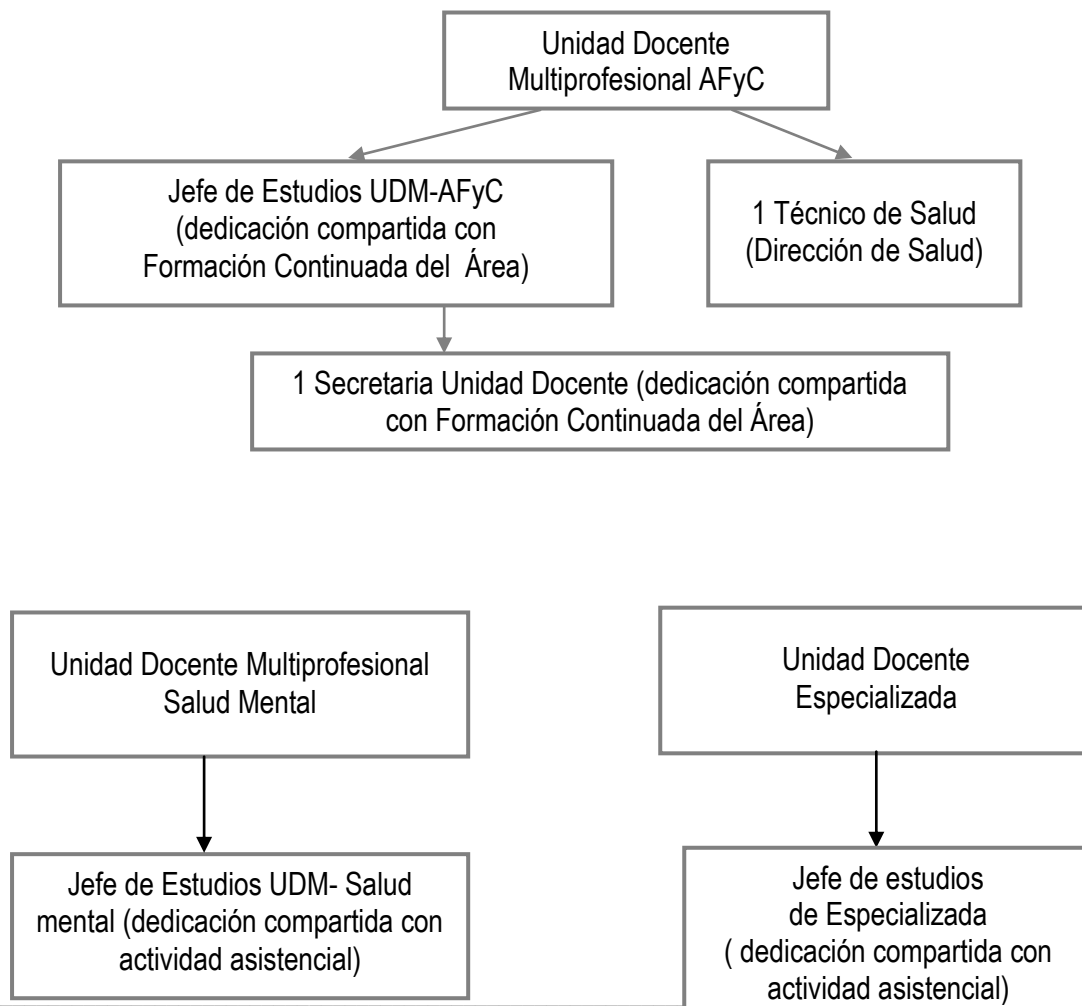 Unidad Docente
Multiprofesional AFyC
Jefe de Estudios UDM-AFyC
(dedicación compartida con
Formación Continuada del Área)
1 Técnico de Salud
(Dirección de Salud)
1 Secretaria Unidad Docente (dedicación compartida
con Formación Continuada del Área)
Unidad Docente Multiprofesional
Salud Mental
Unidad Docente
Especializada
Jefe de Estudios UDM- Salud
mental (dedicación compartida con
actividad asistencial)
Jefe de estudios
de Especializada
( dedicación compartida con
actividad asistencial)